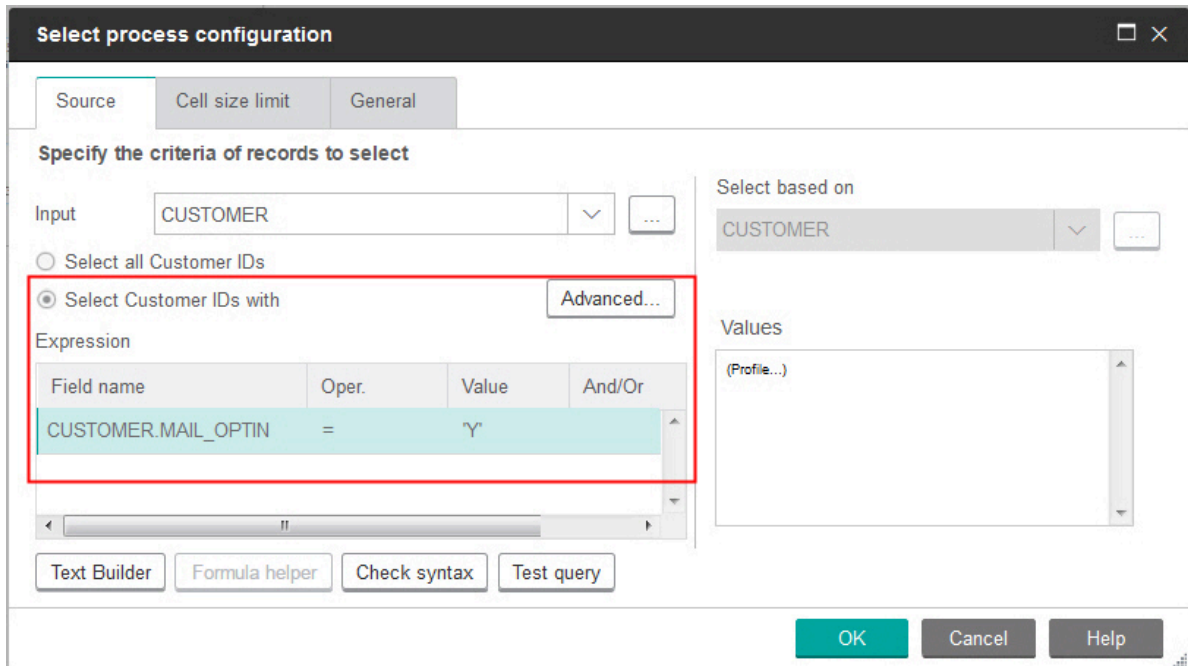 Select process configuration
Source Cell size limit General
Specify the criteria of records to select
Input CUSTOMER ...
Select all Customer IDs
Select Customer IDs with Advanced...
Expression
Field name Oper. Value And/Or
CUSTOMER.MAIL_OPTIN = 'Y'
Text Builder Formula helper Check syntax Test query
Select based on
CUSTOMER ...
Values
(Profile...)
OK Cancel Help